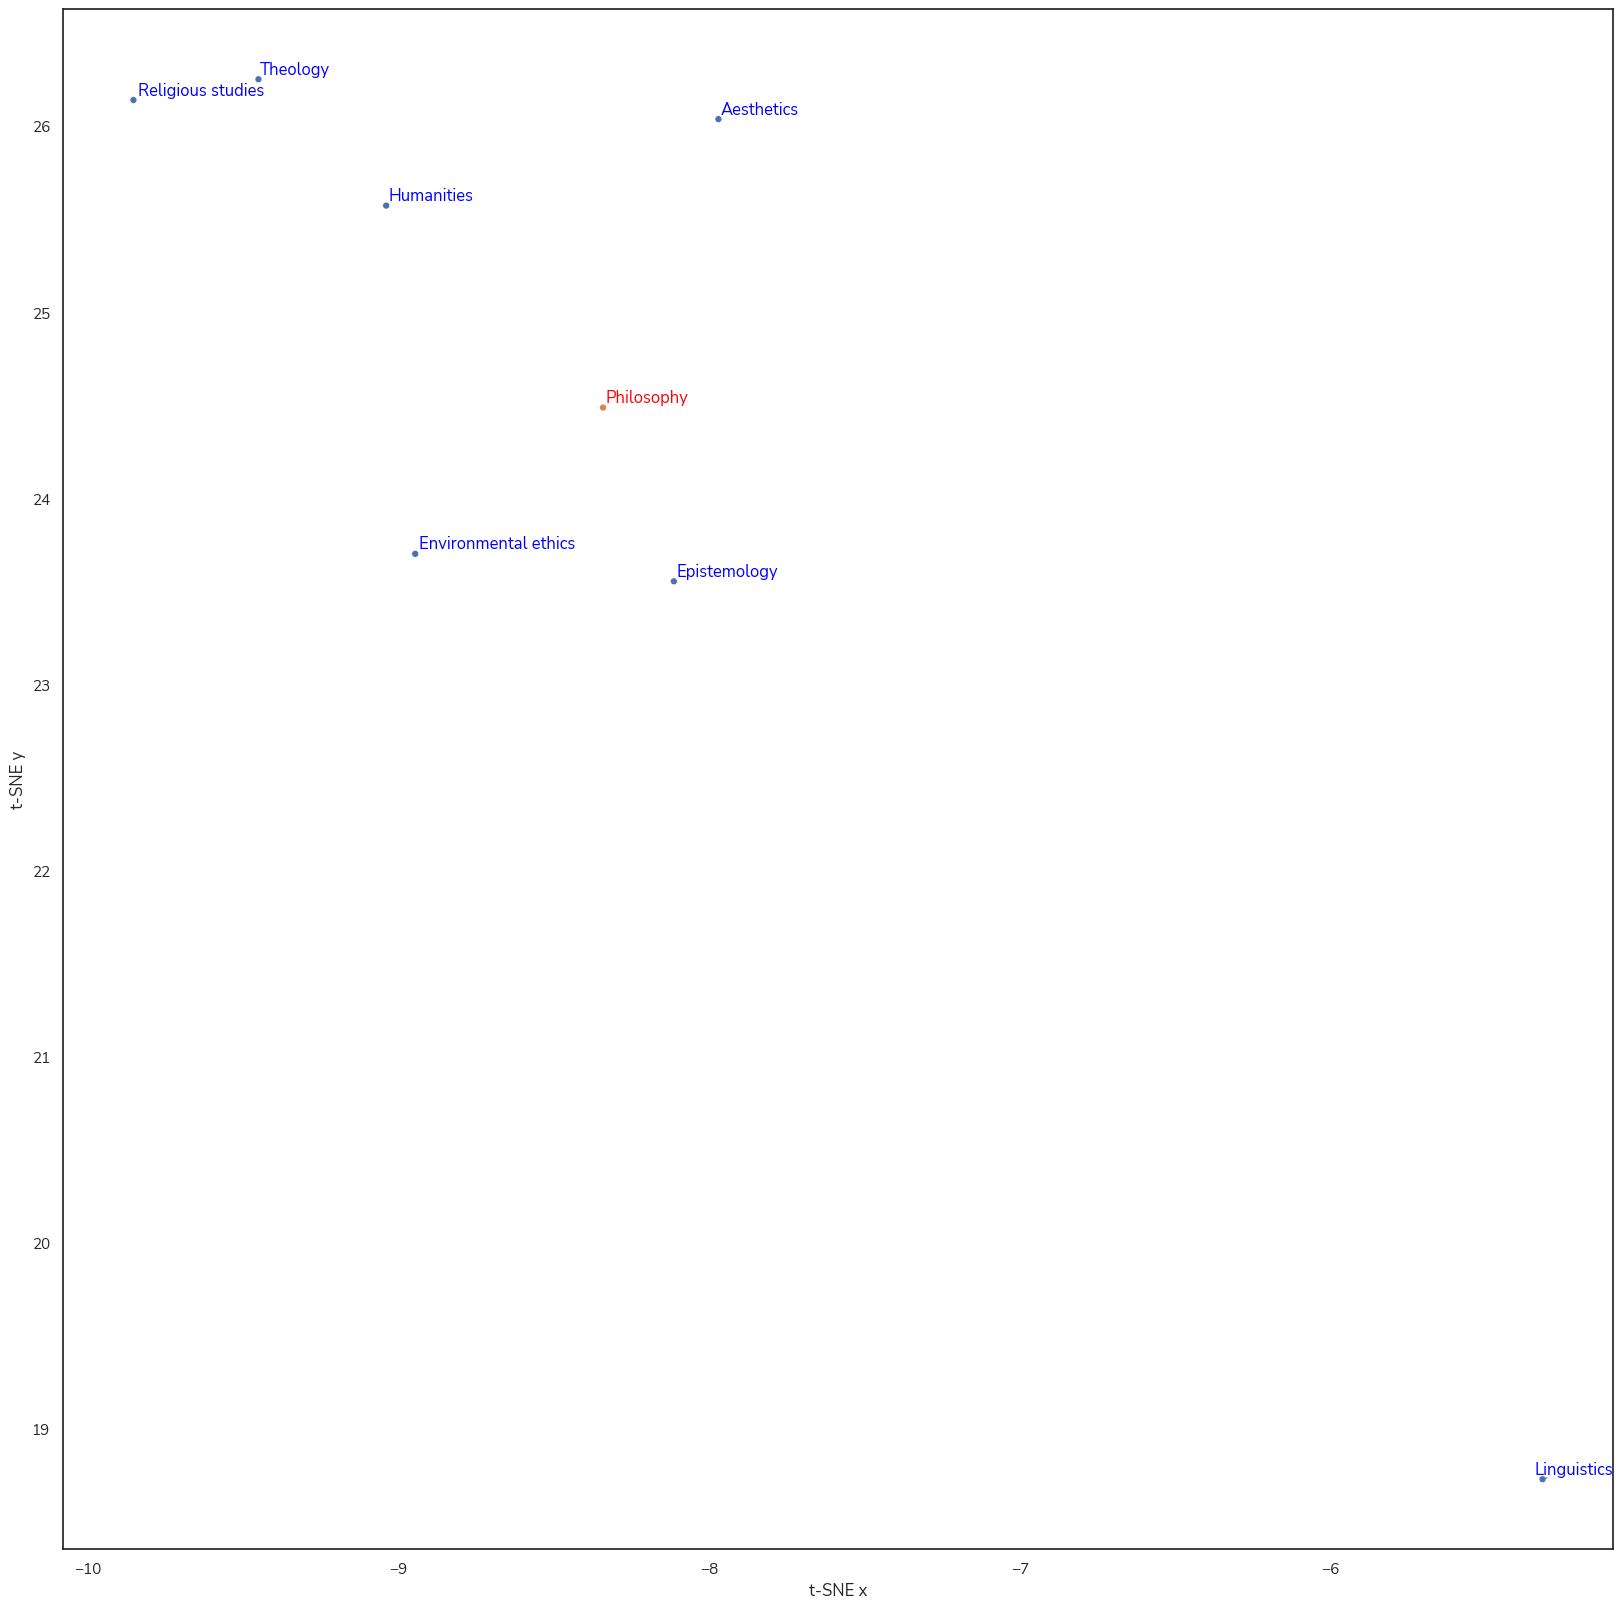 Theology
Religious studies
Aesthetics
26
Humanities
25
Philosophy
24
Environmental ethics
Epistemology
23
t-SNE y
22
21
20
19
Linguistics
−10 −9 −8 −7 −6
t-SNE x